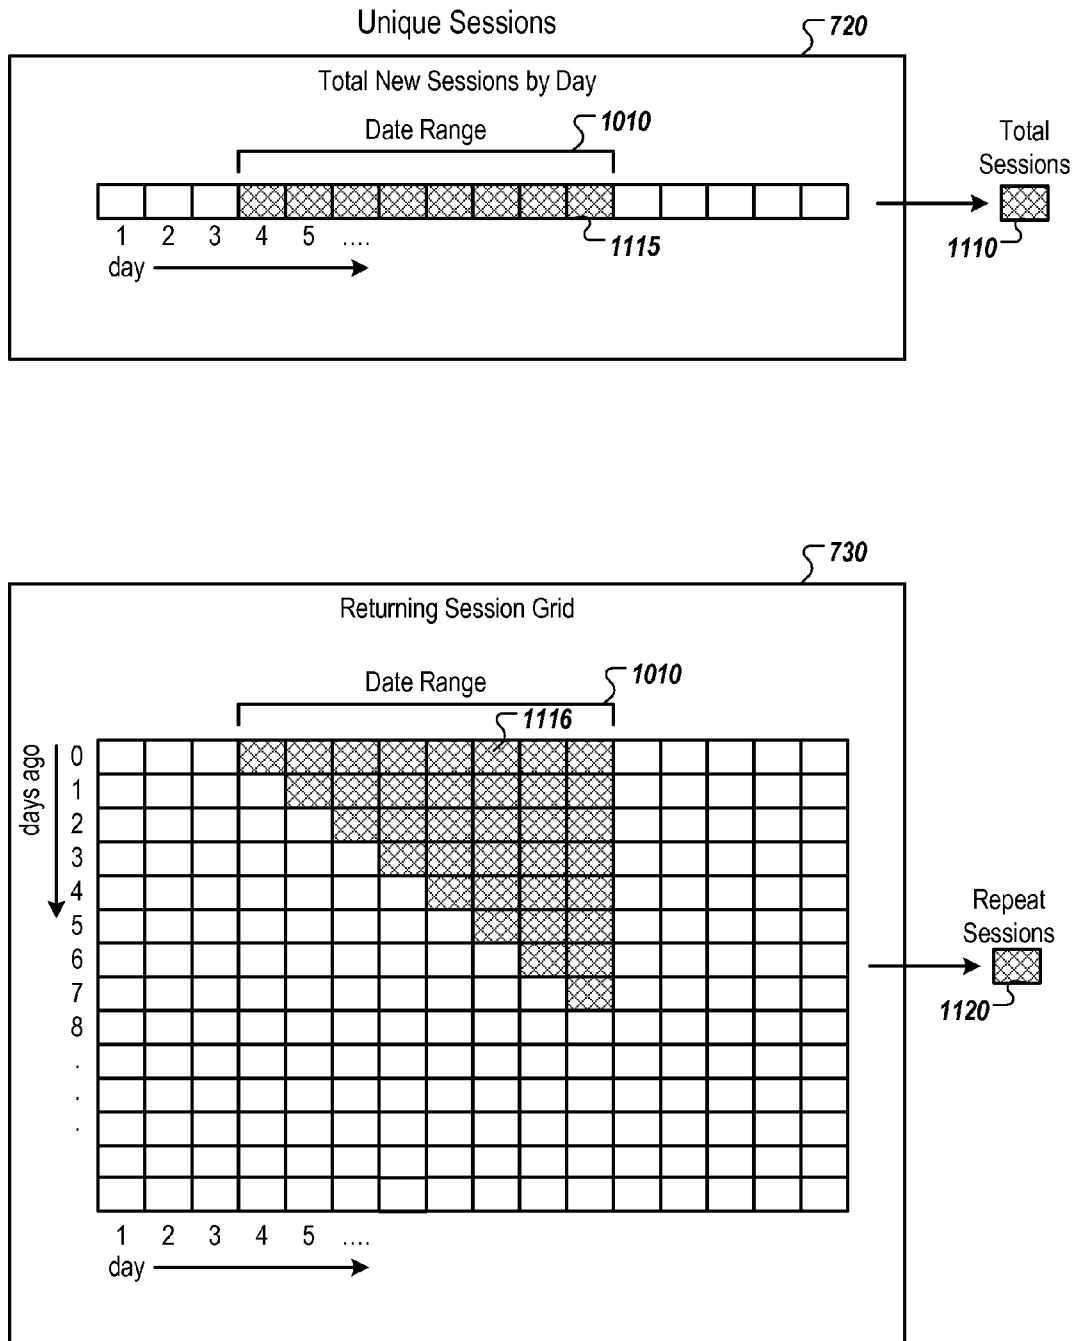 Unique Sessions
720
Total New Sessions by Day
Date Range
1010
Total
Sessions
1 2 3 4 5 ....
1115
1110
day
730
Returning Session Grid
Date Range
1010
1116
days ago
0
1
2
3
4
5
6
7
8
.
.
.
Repeat
Sessions
1120
1 2 3 4 5 ....
day